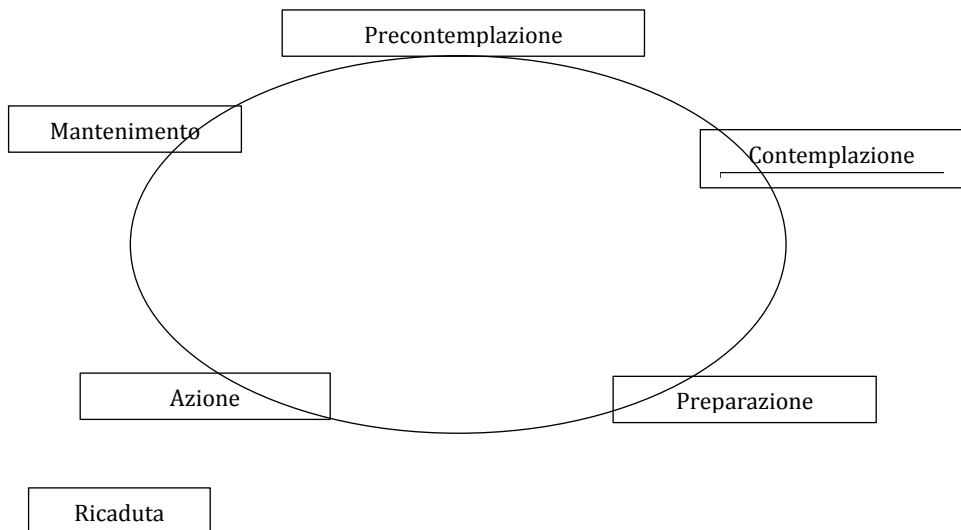 Precontemplazione
Mantenimento
Contemplazione
Azione
Preparazione
Ricaduta